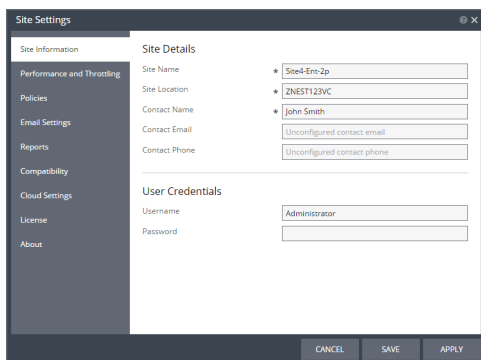 Site Settings
Site Information
Performance and Throttling
Policies
Email Settings
Reports
Compatibility
Cloud Settings
License
About
Site Details
Site Name * Site4-Ent-2p
Site Location * ZNEST123VC
Contact Name * John Smith
Contact Email Unconfigured contact email
Contact Phone Unconfigured contact phone
User Credentials
Username Administrator
Password
CANCEL SAVE APPLY